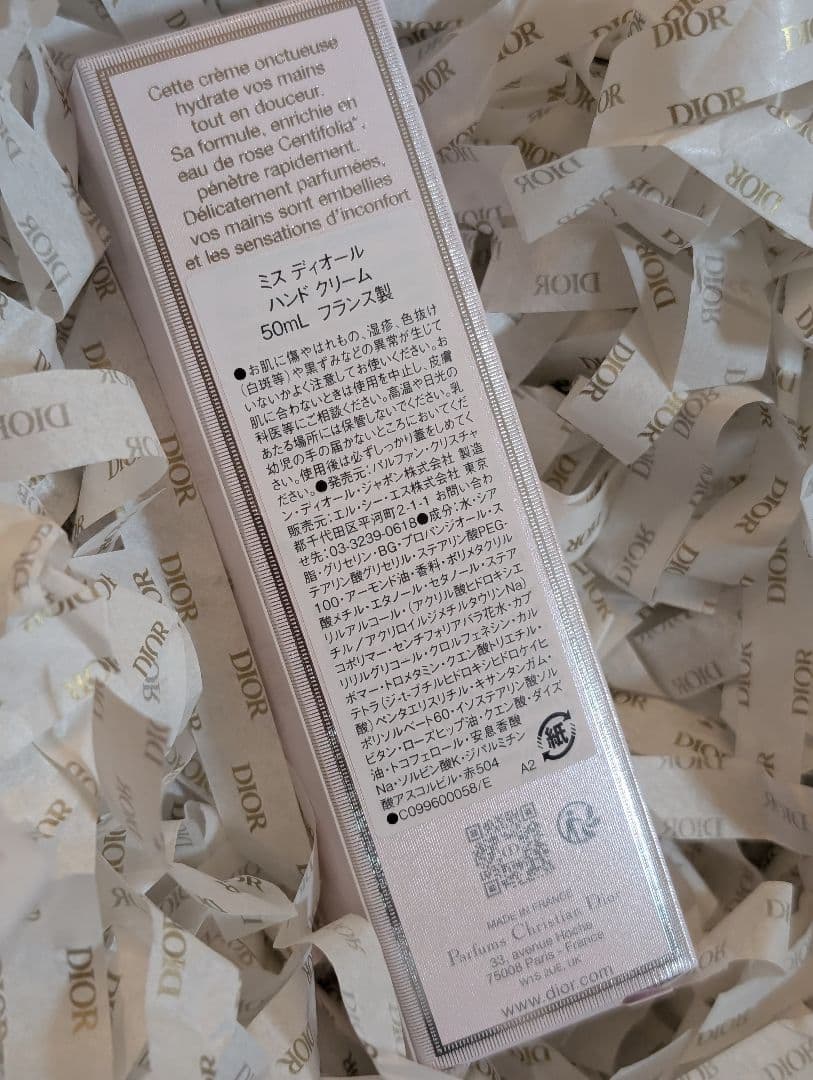 Cette crème onctueuse
hydrate vos mains
tout en douceur.
Sa formule, enrichie en
eau de rose Centifolia*,
pénètre rapidement.
Délicatement parfumées,
vos mains sont embellies
et les sensations d'inconfort
ミス ディオール
ハンド クリーム
50mL フランス製
●お肌に傷やはれもの、湿疹、色抜け
(白斑等)や黒ずみなどの異常が生じて
いないかよく注意してお使いください。お
肌に合わないときは使用を中止し、皮膚
科医等にご相談ください。高温や日光の
あたる場所には保管しないでください。乳
幼児の手の届かないところにおいてくだ
さい。使用後は必ずしっかり蓋をしめてく
ださい。●発売元:パルファン・クリスチャ
ン・ディオール・ジャポン株式会社 製造
販売元:エル・シー・エス株式会社 東京
都千代田区平河町2-1-1 お問い合わ
せ先:03-3239-0618●成分:水・シア
脂・グリセリン・BG・プロパンジオール・ス
テアリン酸グリセリル・ステアリン酸PEG-
100・アーモンド油・香料・ポリメタクリル
酸メチル・エタノール・セタノール・ステア
リルアルコール・(アクリル酸ヒドロキシエ
チル/アクリロイルジメチルタウリンNa)
コポリマー・センチフォリアバラ花水・カプ
リリルグリコール・クロルフェネシン・カル
ボマー・トロメタミン・クエン酸トリエチル・
テトラ(ジ-t-ブチルヒドロキシヒドロケイヒ
酸)ペンタエリスリチル・キサンタンガム・
ポリソルベート60・イソステアリン酸ソル
ビタン・ローズヒップ油・クエン酸・ダイズ
油・トコフェロール・安息香酸
Na・ソルビン酸K・ジパルミチン
酸アスコルビル・赤504
●C099600058/E A2
紙
MADE IN FRANCE
Parfums Christian Dior
33, avenue Hoche
75008 Paris - France
W1S 2UE, UK
www.dior.com
DIOR
DIOR
DIOR
DIOR
DIOR
DIOR
DIOR
DIOR
DIOR
DIOR
DIOR
DIOR